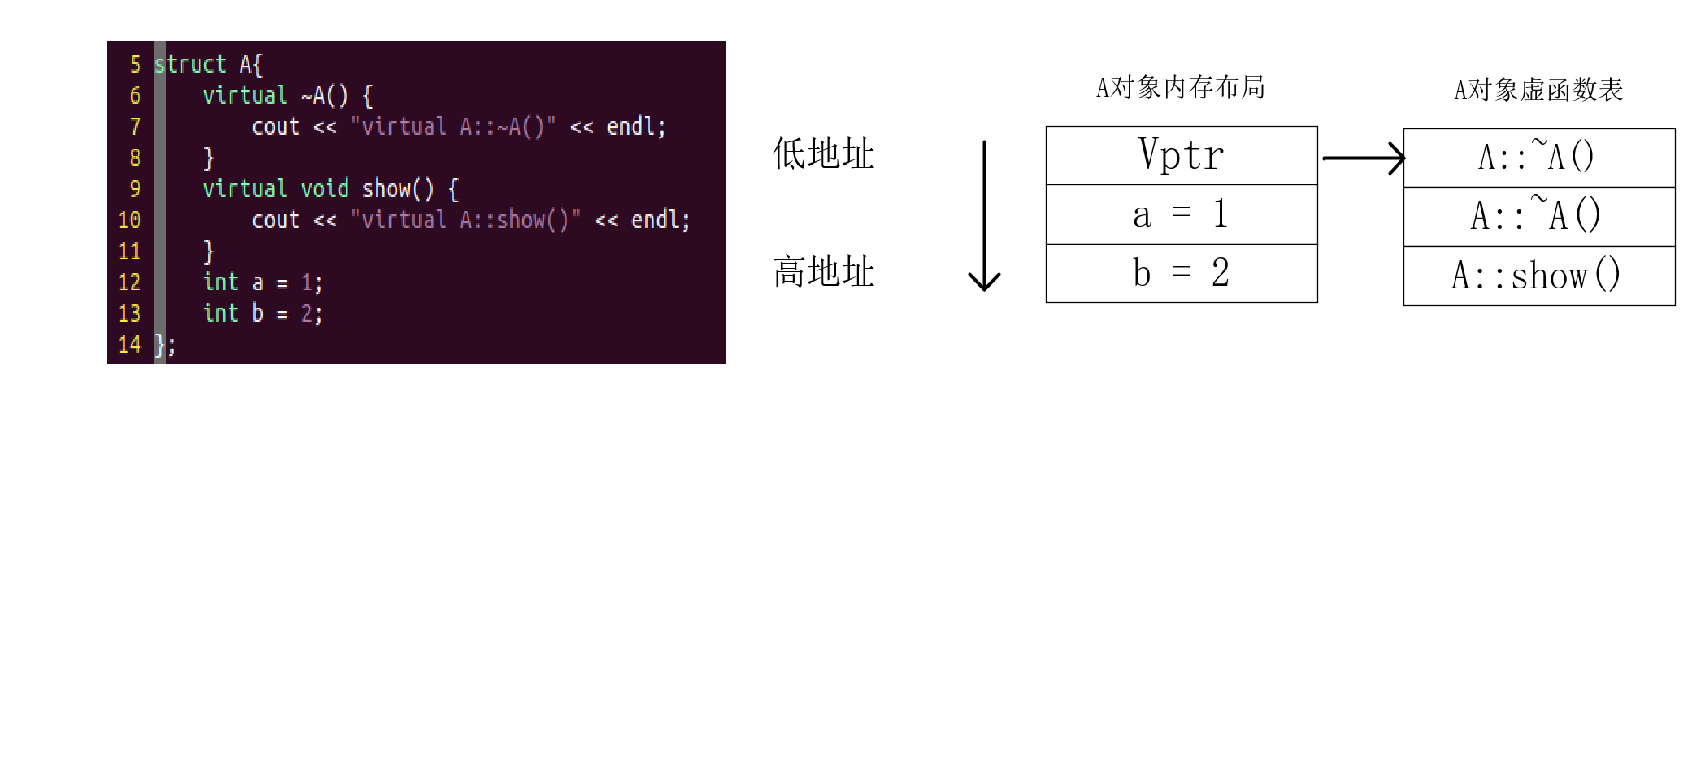 5 struct A{
6     virtual ~A() {
7         cout << "virtual A::~A()" << endl;
8     }
9     virtual void show() {
10         cout << "virtual A::show()" << endl;
11     }
12     int a = 1;
13     int b = 2;
14 };
低地址
高地址
A对象内存布局
Vptr
a = 1
b = 2
A对象虚函数表
A::~A()
A::~A()
A::show()